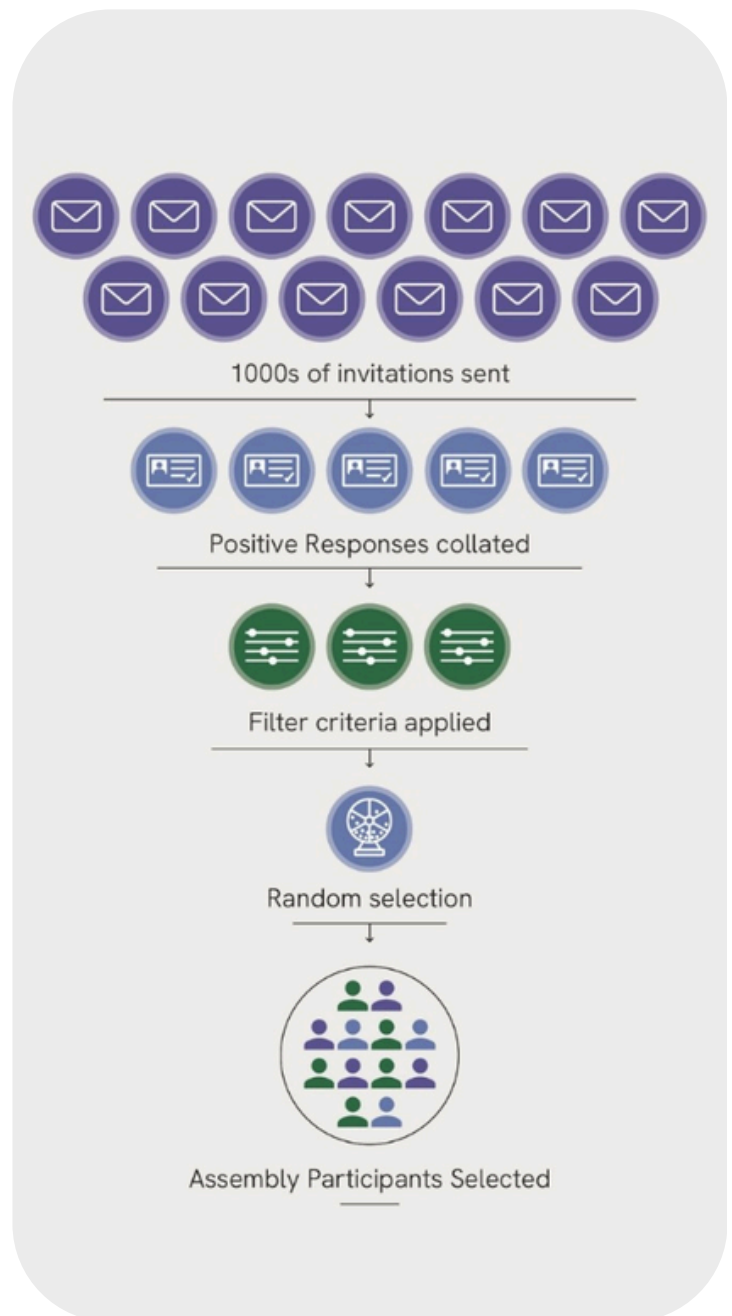 1000s of invitations sent
Positive Responses collated
Filter criteria applied
Random selection
Assembly Participants Selected